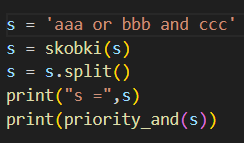 s = 'aaa or bbb and ccc'
s = skobki(s)
s = s.split()
print("s =",s)
print(priority_and(s))